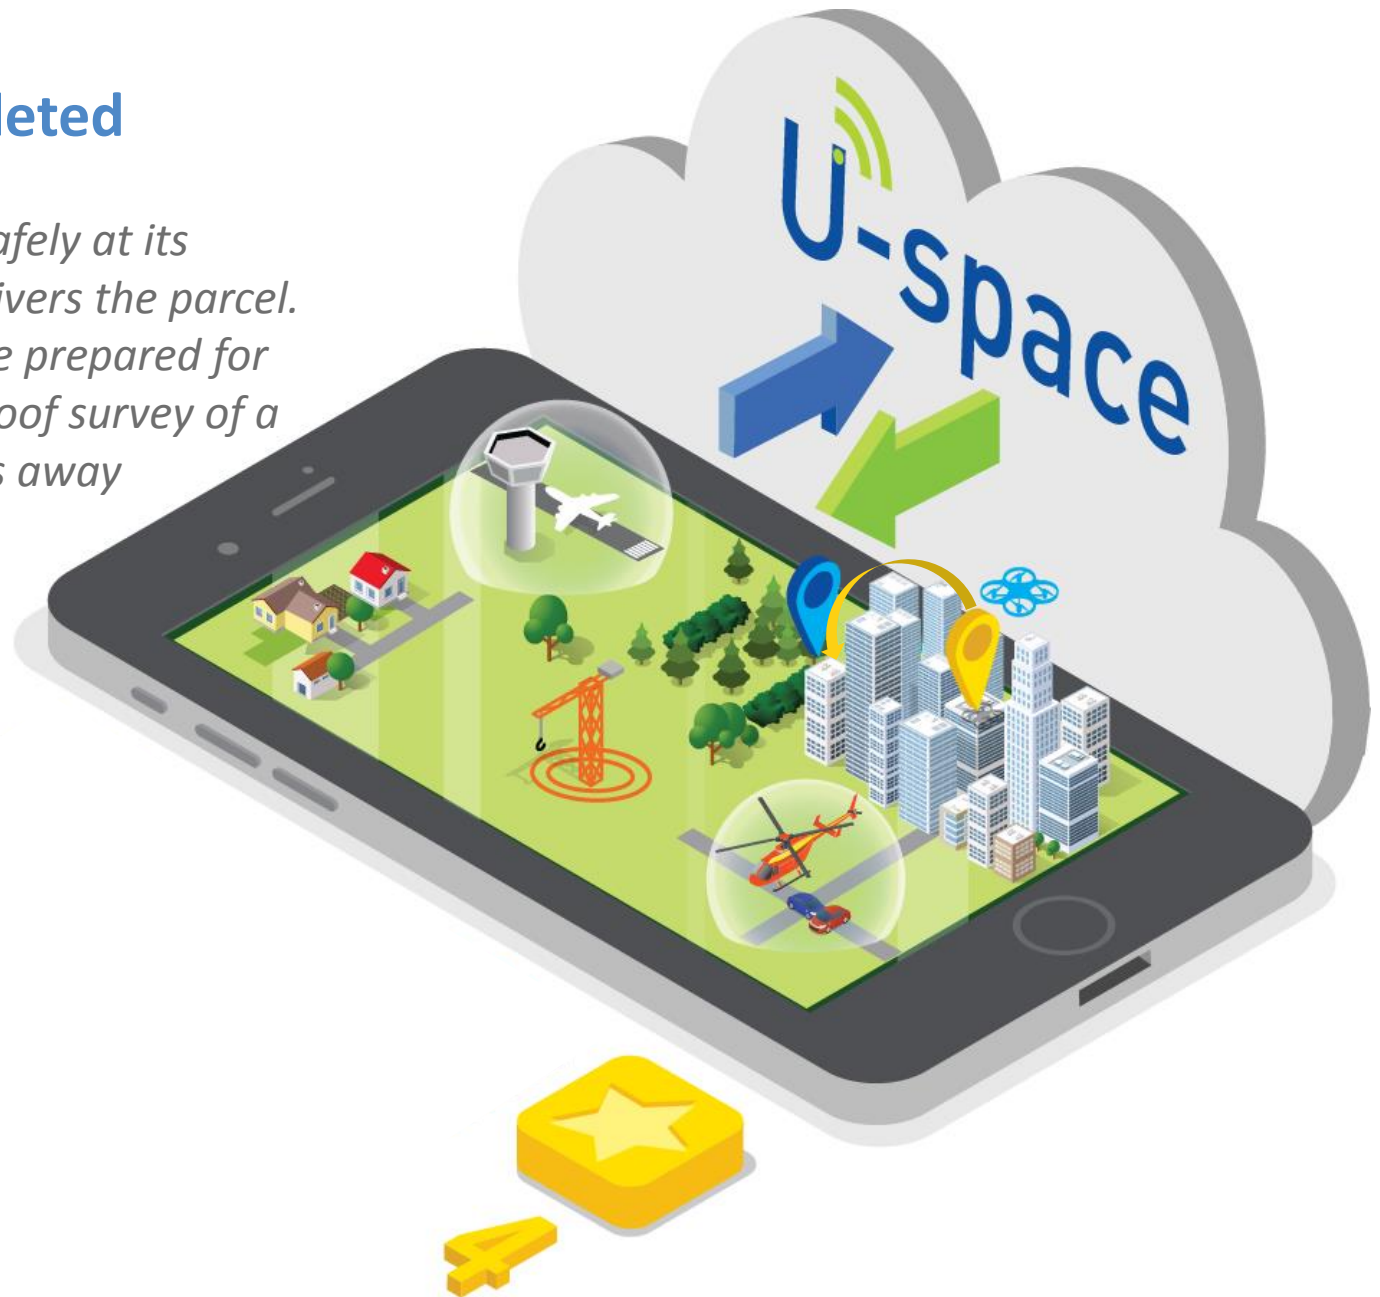 leted
afely at its
ivers the parcel.
e prepared for
oof survey of a
s away
U-space
4